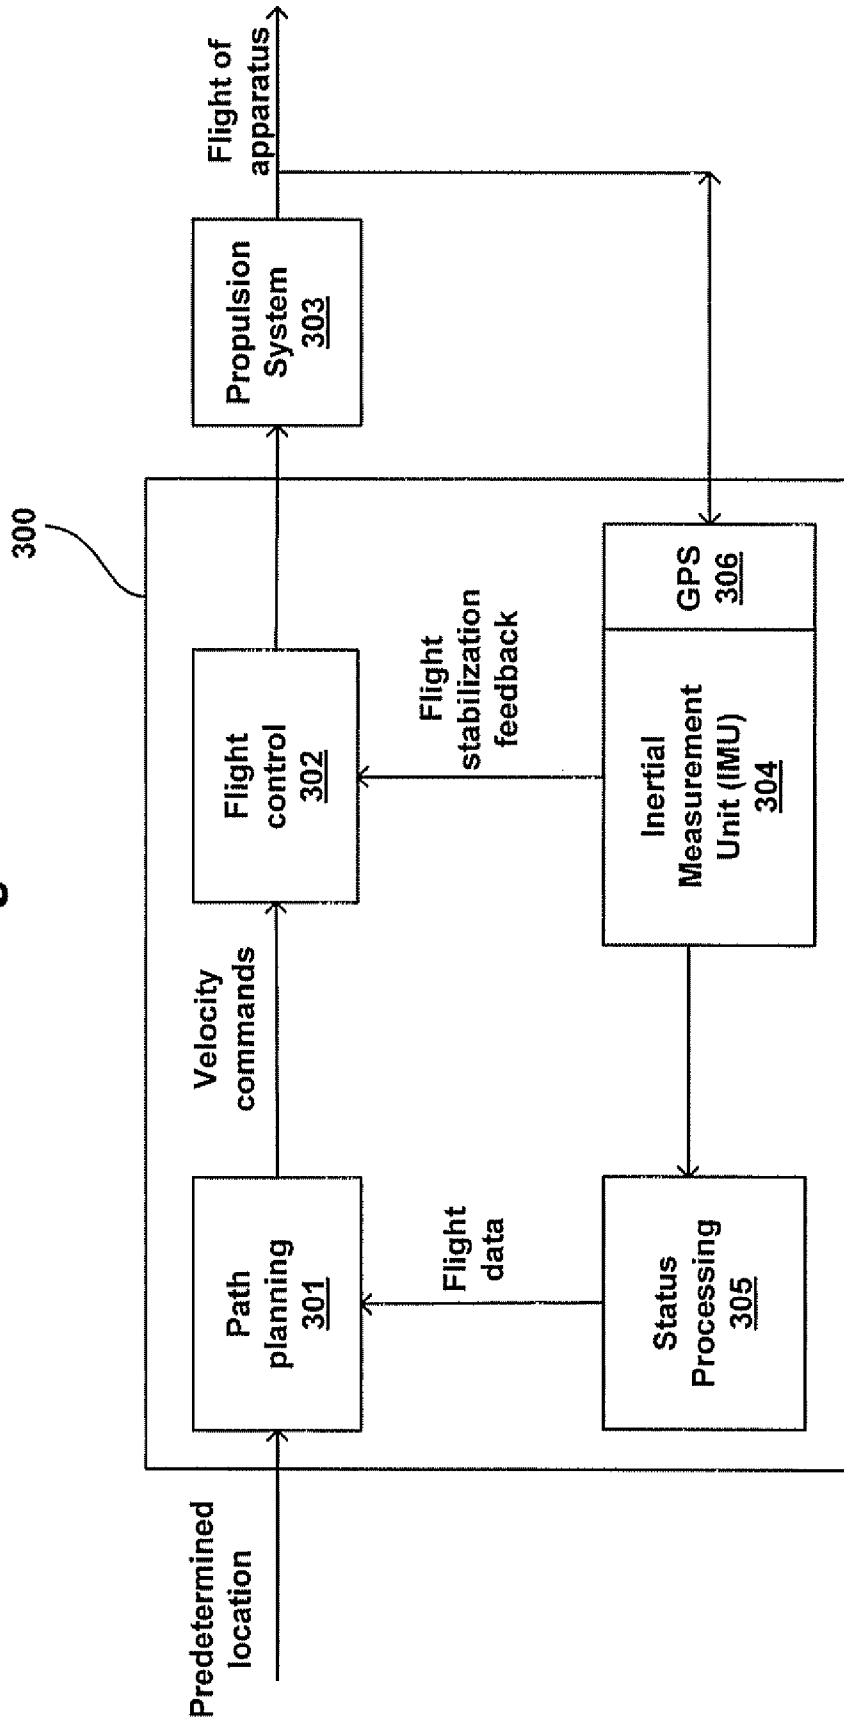 300
Predetermined
location
Path
planning
301
Velocity
commands
Flight
control
302
Propulsion
System
303
Flight of
apparatus
Flight
data
Flight
stabilization
feedback
Status
Processing
305
Inertial
Measurement
Unit (IMU)
304
GPS
306